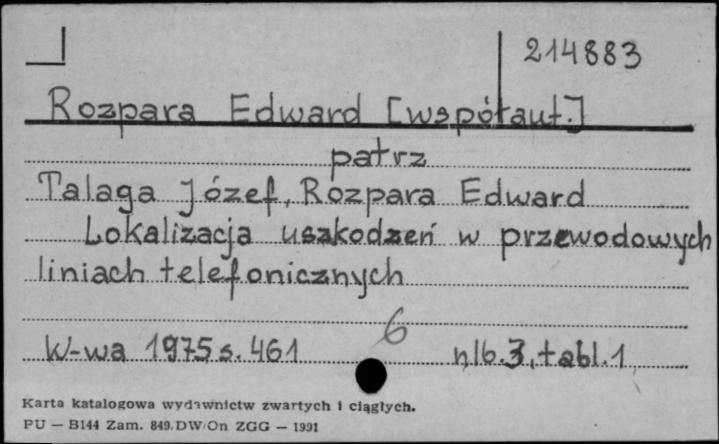 214883
Rozpara Edward [współaut.]
patrz
Talaga Józef, Rozpara Edward
Lokalizacja uszkodzeń w przewodowych
liniach telefonicznych
6
W-wa 1975 s. 461 nlb. 3, tabl. 1
Karta katalogowa wydawnictw zwartych i ciągłych.
PU — B144 Zam. 849. DW/On ZGG — 1991